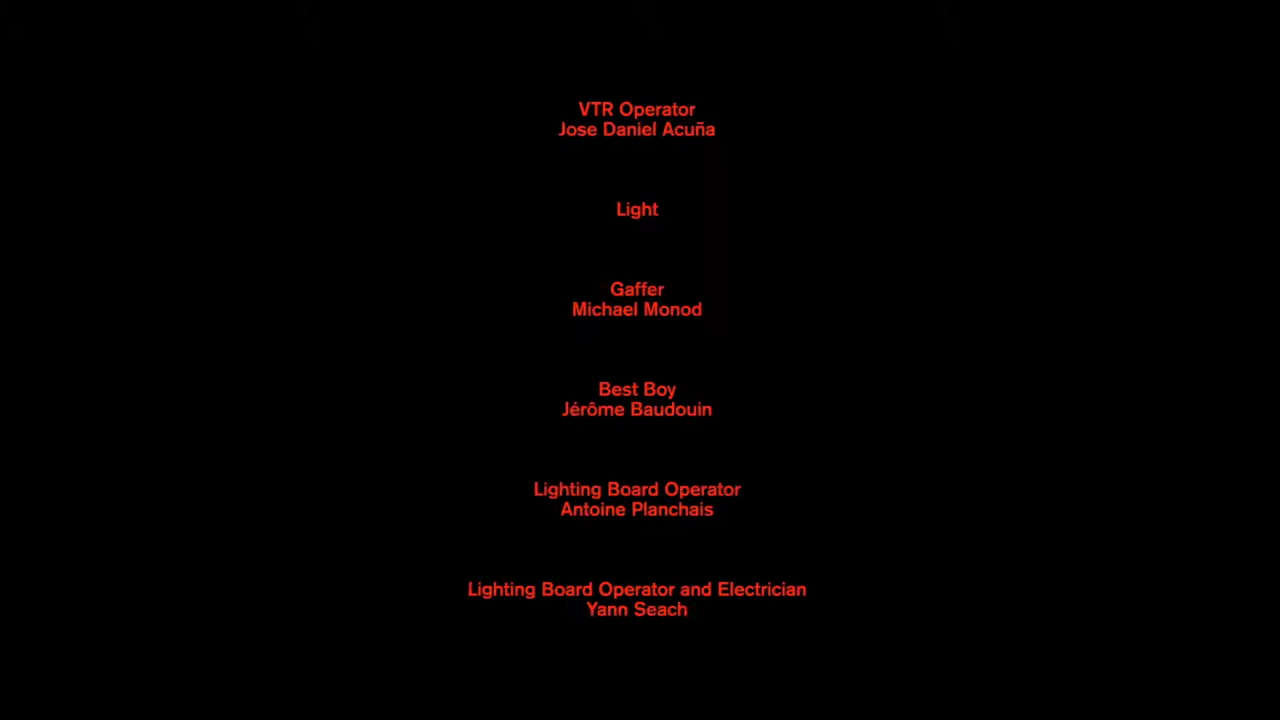 VTR Operator
Jose Daniel Acuña
Light
Gaffer
Michael Monod
Best Boy
Jérôme Baudouin
Lighting Board Operator
Antoine Planchais
Lighting Board Operator and Electrician
Yann Seach